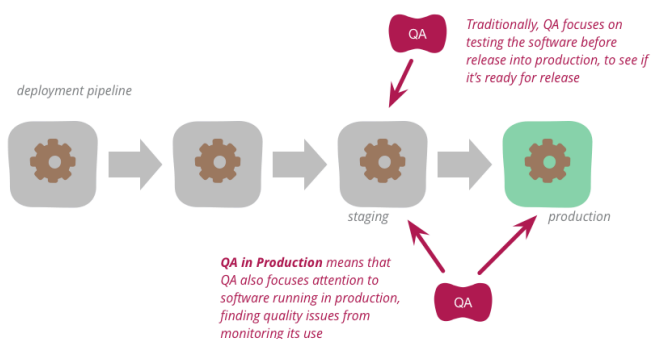 QA
Traditionally, QA focuses on
testing the software before
release into production, to see if
it's ready for release
deployment pipeline
staging
production
QA in Production means that
QA also focuses attention to
software running in production,
finding quality issues from
monitoring its use
QA